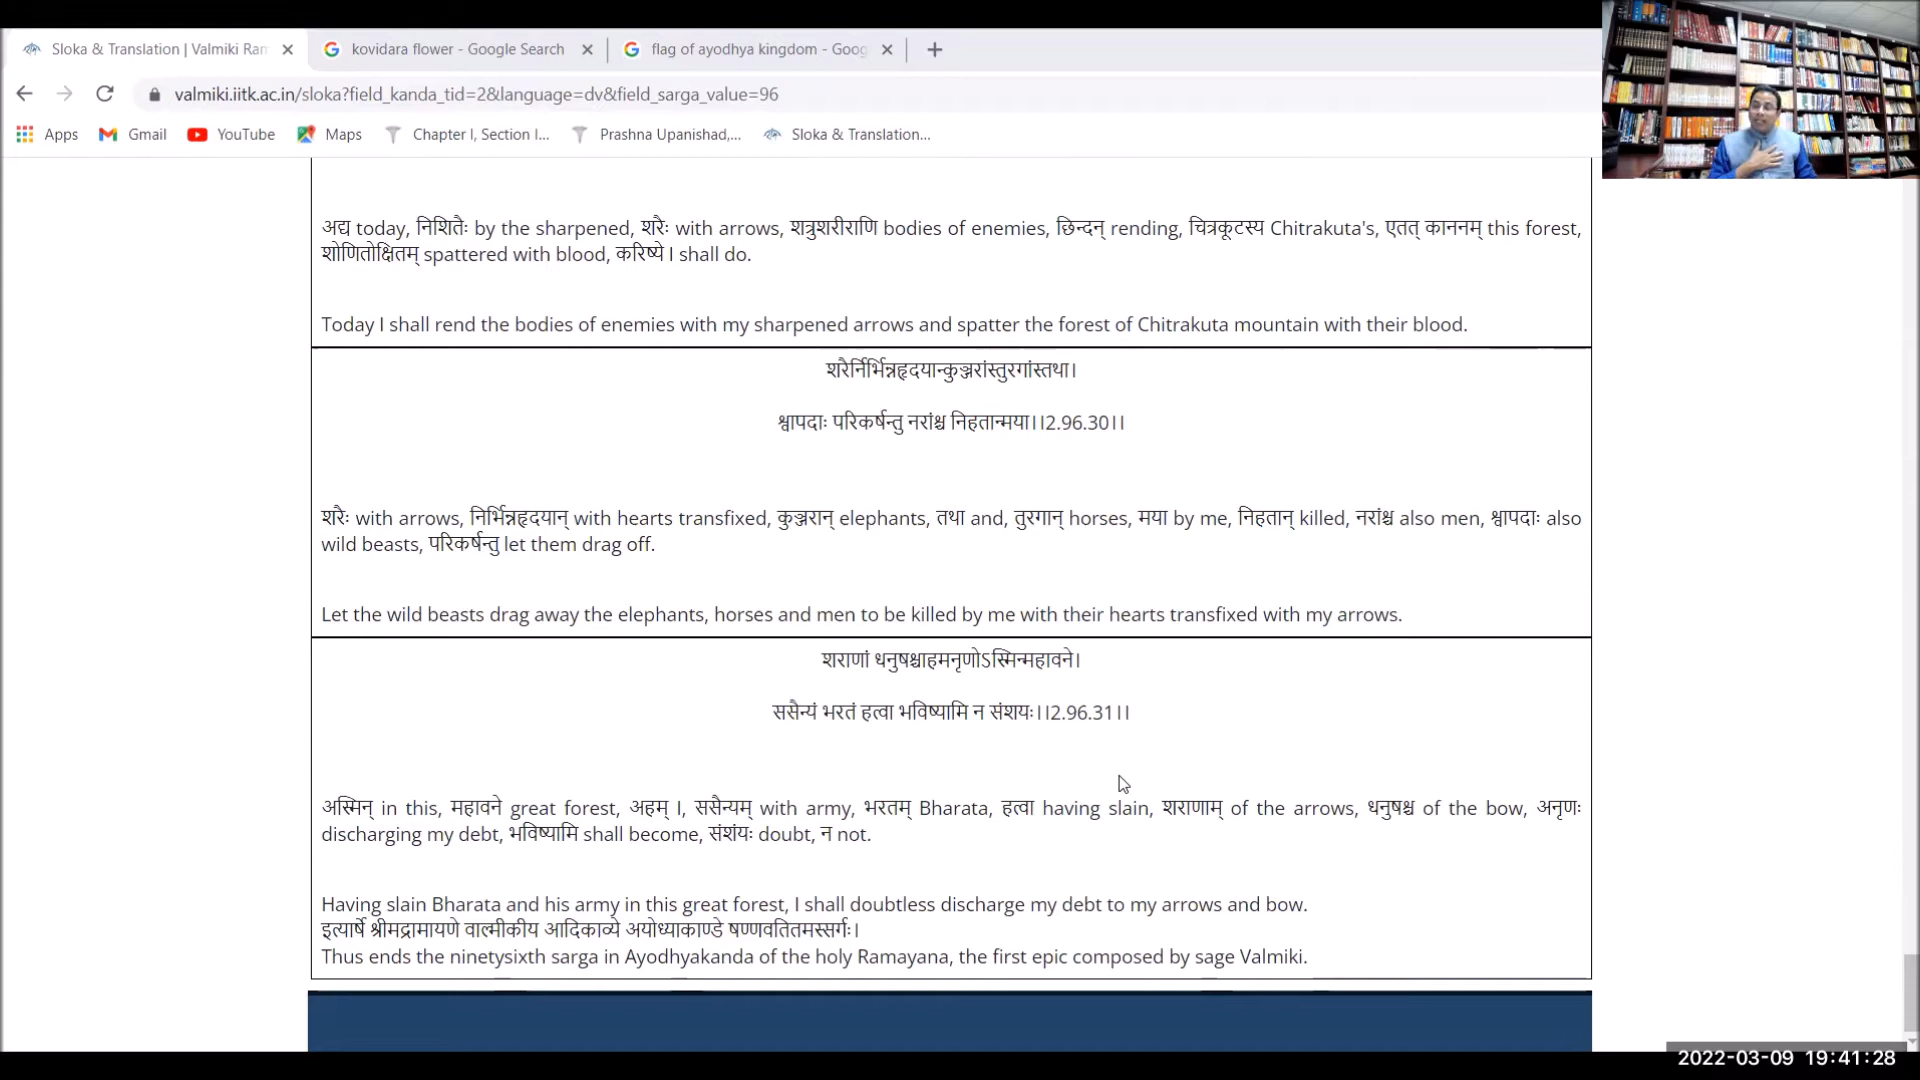 Sloka & Translation | Valmiki Ram
kovidara flower - Google Search
flag of ayodhya kingdom - Goog
valmiki.iitk.ac.in/sloka?field_kanda_tid=2&language=dv&field_sarga_value=96
Apps
Gmail
YouTube
Maps
Chapter I, Section I...
Prashna Upanishad,...
Sloka & Translation...
अद्य today, निशितैः by the sharpened, शरैः with arrows, शत्रुशरीराणि bodies of enemies, छिन्दन् rending, चित्रकूटस्य Chitrakuta's, एतत् काननम् this forest,
शोणितोक्षितम् spattered with blood, करिष्ये । shall do.
Today I shall rend the bodies of enemies with my sharpened arrows and spatter the forest of Chitrakuta mountain with their blood.
शरैर्निर्भिन्नहृदयान्कुञ्जरांस्तुरगांस्तथा।
श्वापदाः परिकर्षन्तु नरांश्च निहतान्मया।।2.96.30।।
शरैः with arrows, निर्भिन्नहृदयान् with hearts transfixed, कुञ्जरान् elephants, तथा and, तुरगान् horses, मया by me, निहतान् killed, नरांश्च also men, श्वापदाः also
wild beasts, परिकर्षन्तु let them drag off.
Let the wild beasts drag away the elephants, horses and men to be killed by me with their hearts transfixed with my arrows.
शराणां धनुषश्चाहमनृणोऽस्मिन्महावने।
ससैन्यं भरतं हत्वा भविष्यामि न संशयः।।2.96.31।।
अस्मिन् in this, महावने great forest, अहम् I, ससैन्यम् with army, भरतम् Bharata, हत्वा having slain, शराणाम् of the arrows, धनुषश्च of the bow, अनृणः
discharging my debt, भविष्यामि shall become, संशंयः doubt, न not.
Having slain Bharata and his army in this great forest, I shall doubtless discharge my debt to my arrows and bow.
इत्यार्षे श्रीमद्रामायणे वाल्मीकीय आदिकाव्ये अयोध्याकाण्डे षण्णवतितमस्सर्गः।
Thus ends the ninetysixth sarga in Ayodhyakanda of the holy Ramayana, the first epic composed by sage Valmiki.
2022-03-09 19:41:28